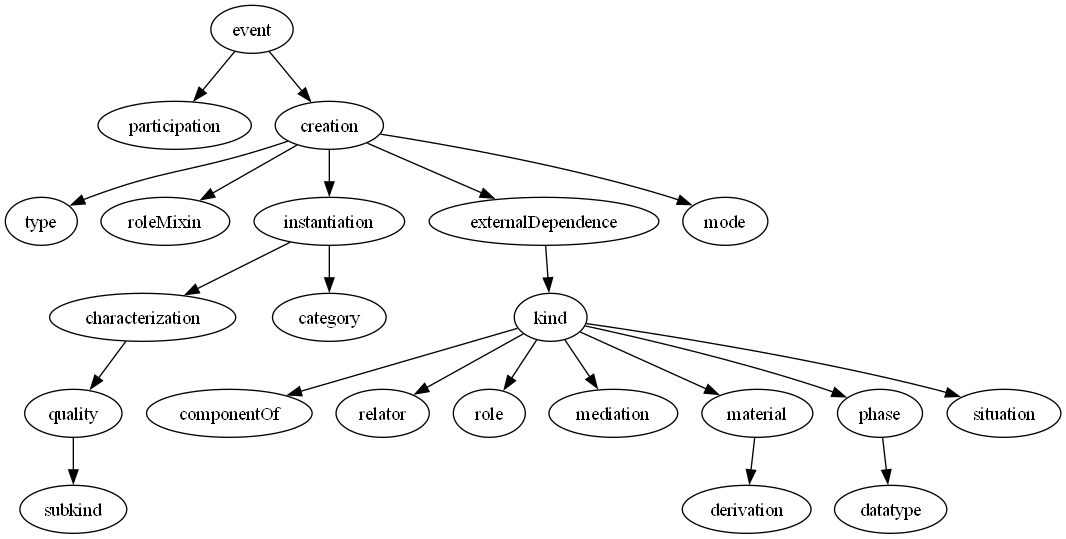 event
participation
creation
type
roleMixin
instantiation
externalDependence
mode
characterization
category
kind
quality
componentOf
relator
role
mediation
material
phase
situation
subkind
derivation
datatype